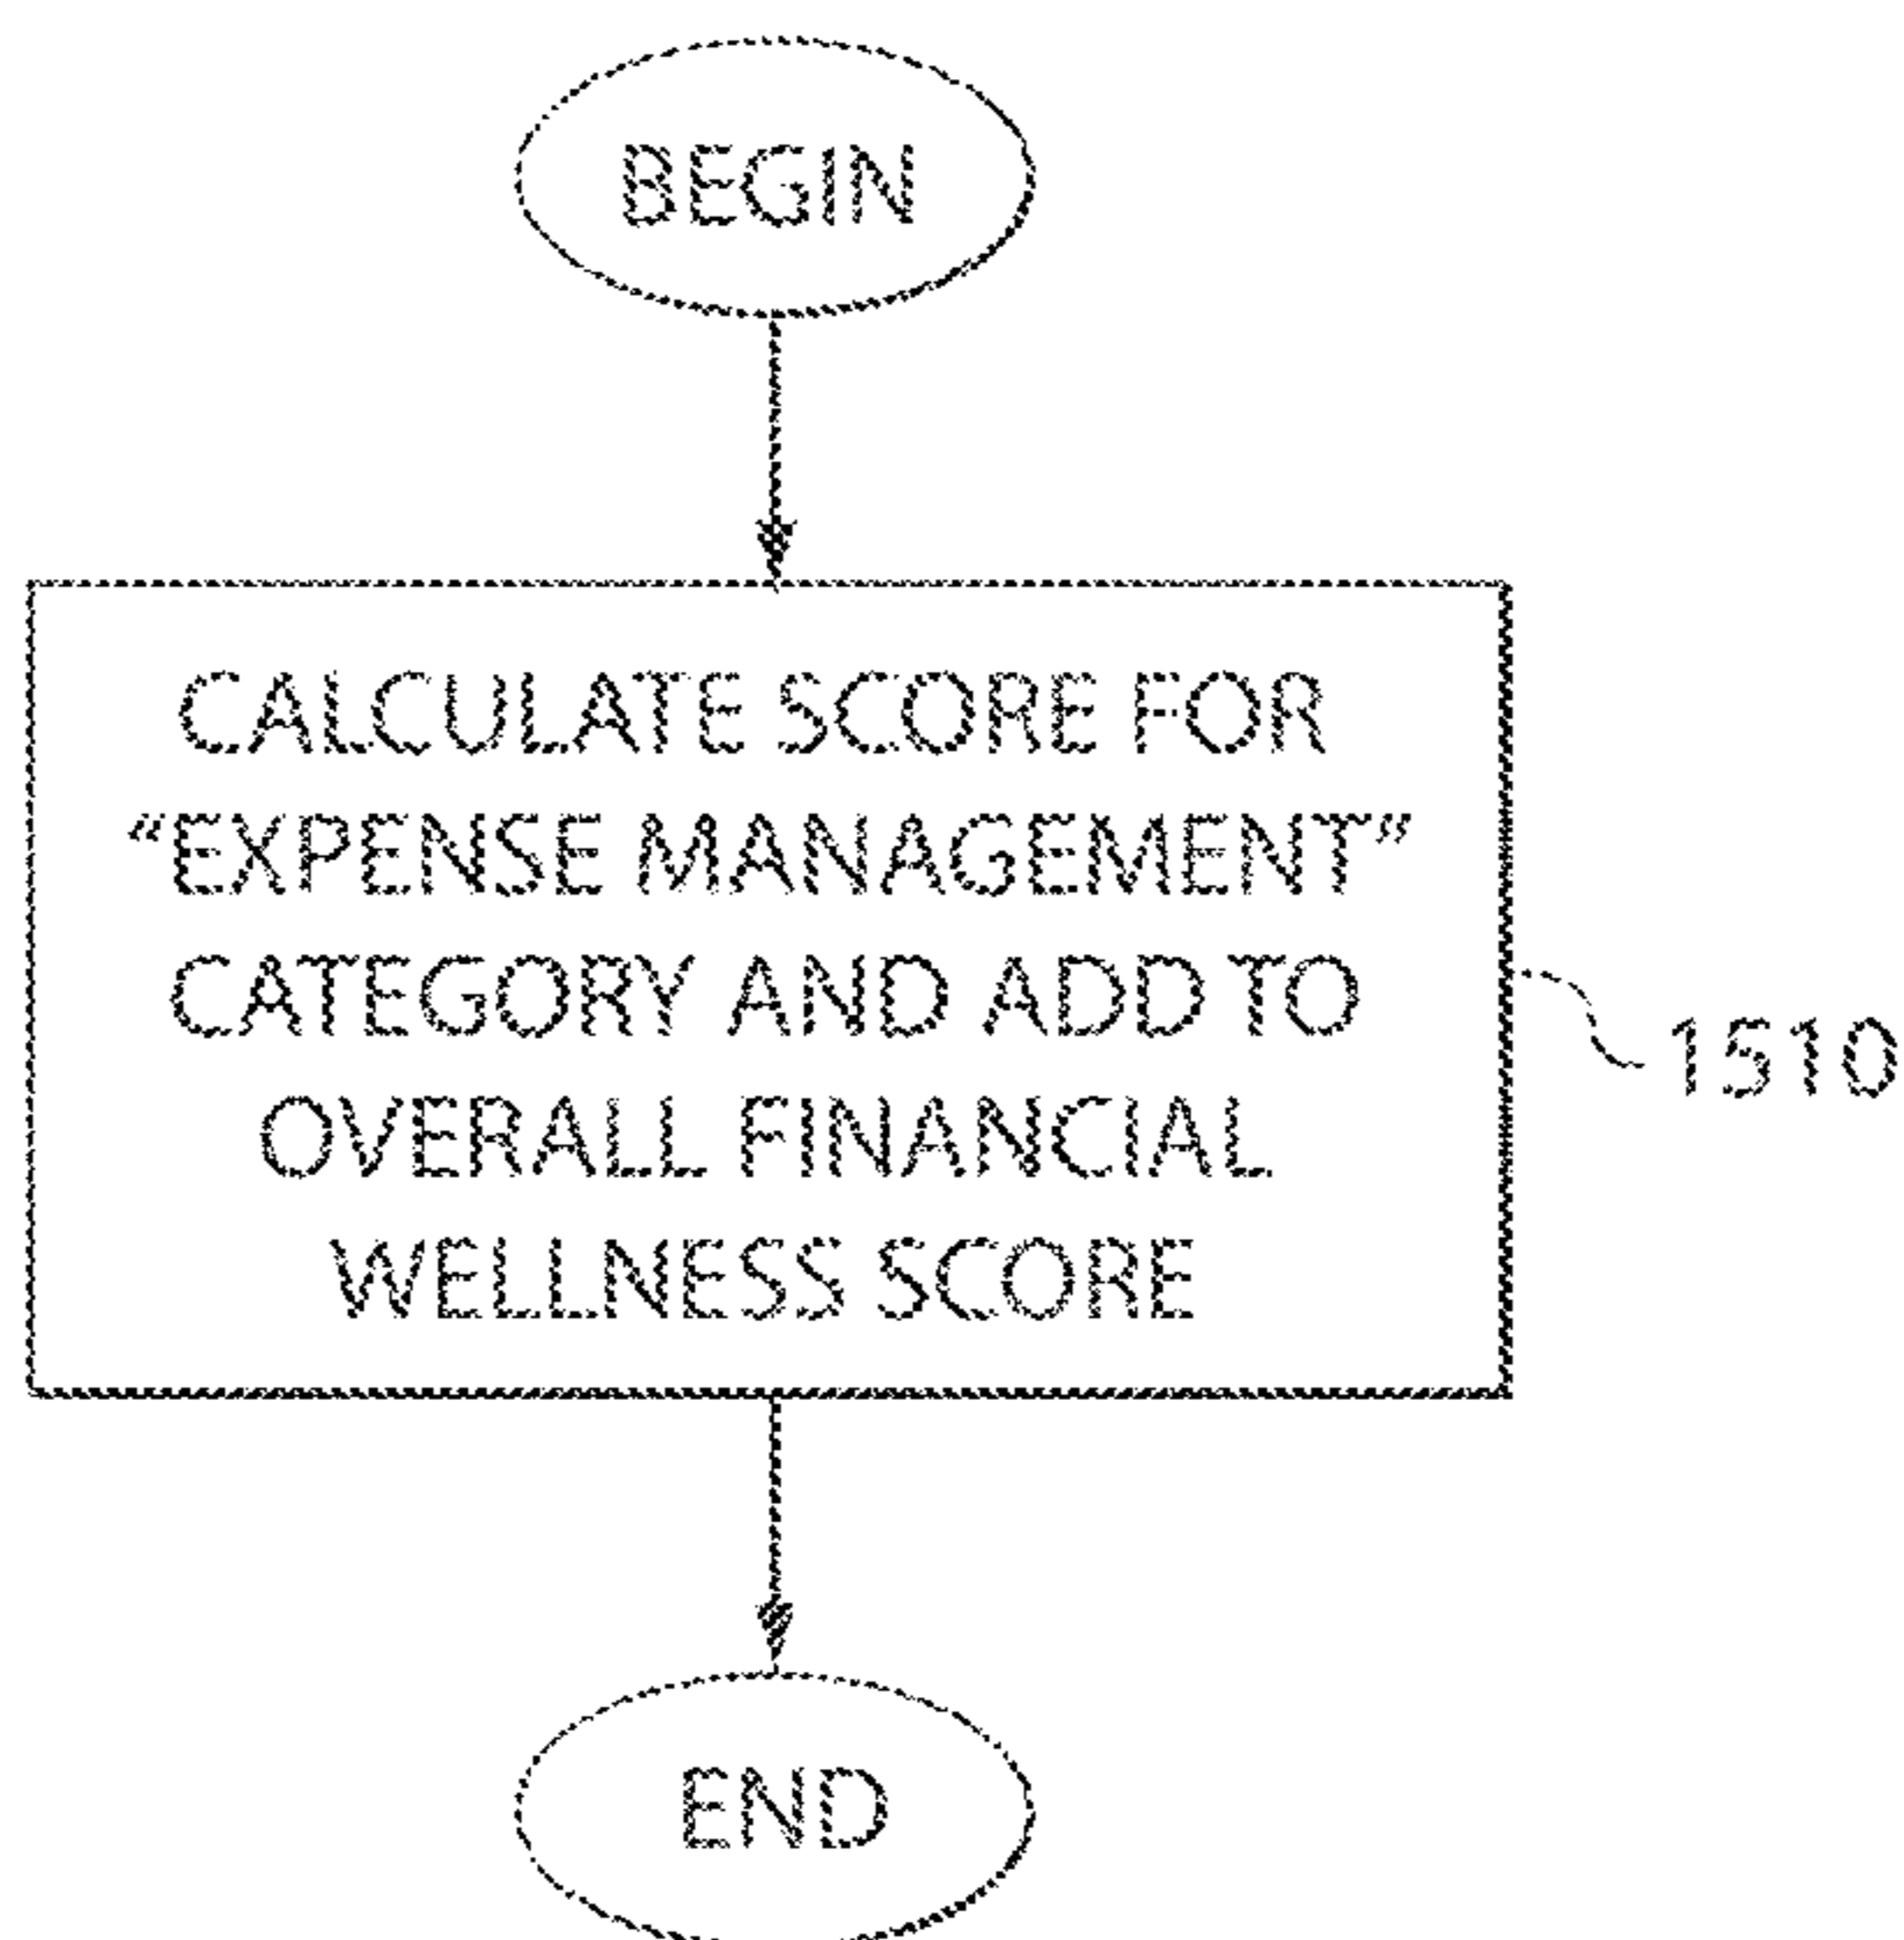 BEGIN
CALCULATE SCORE FOR
“EXPENSE MANAGEMENT”
CATEGORY AND ADD TO
OVERALL FINANCIAL
WELLNESS SCORE
1510
END